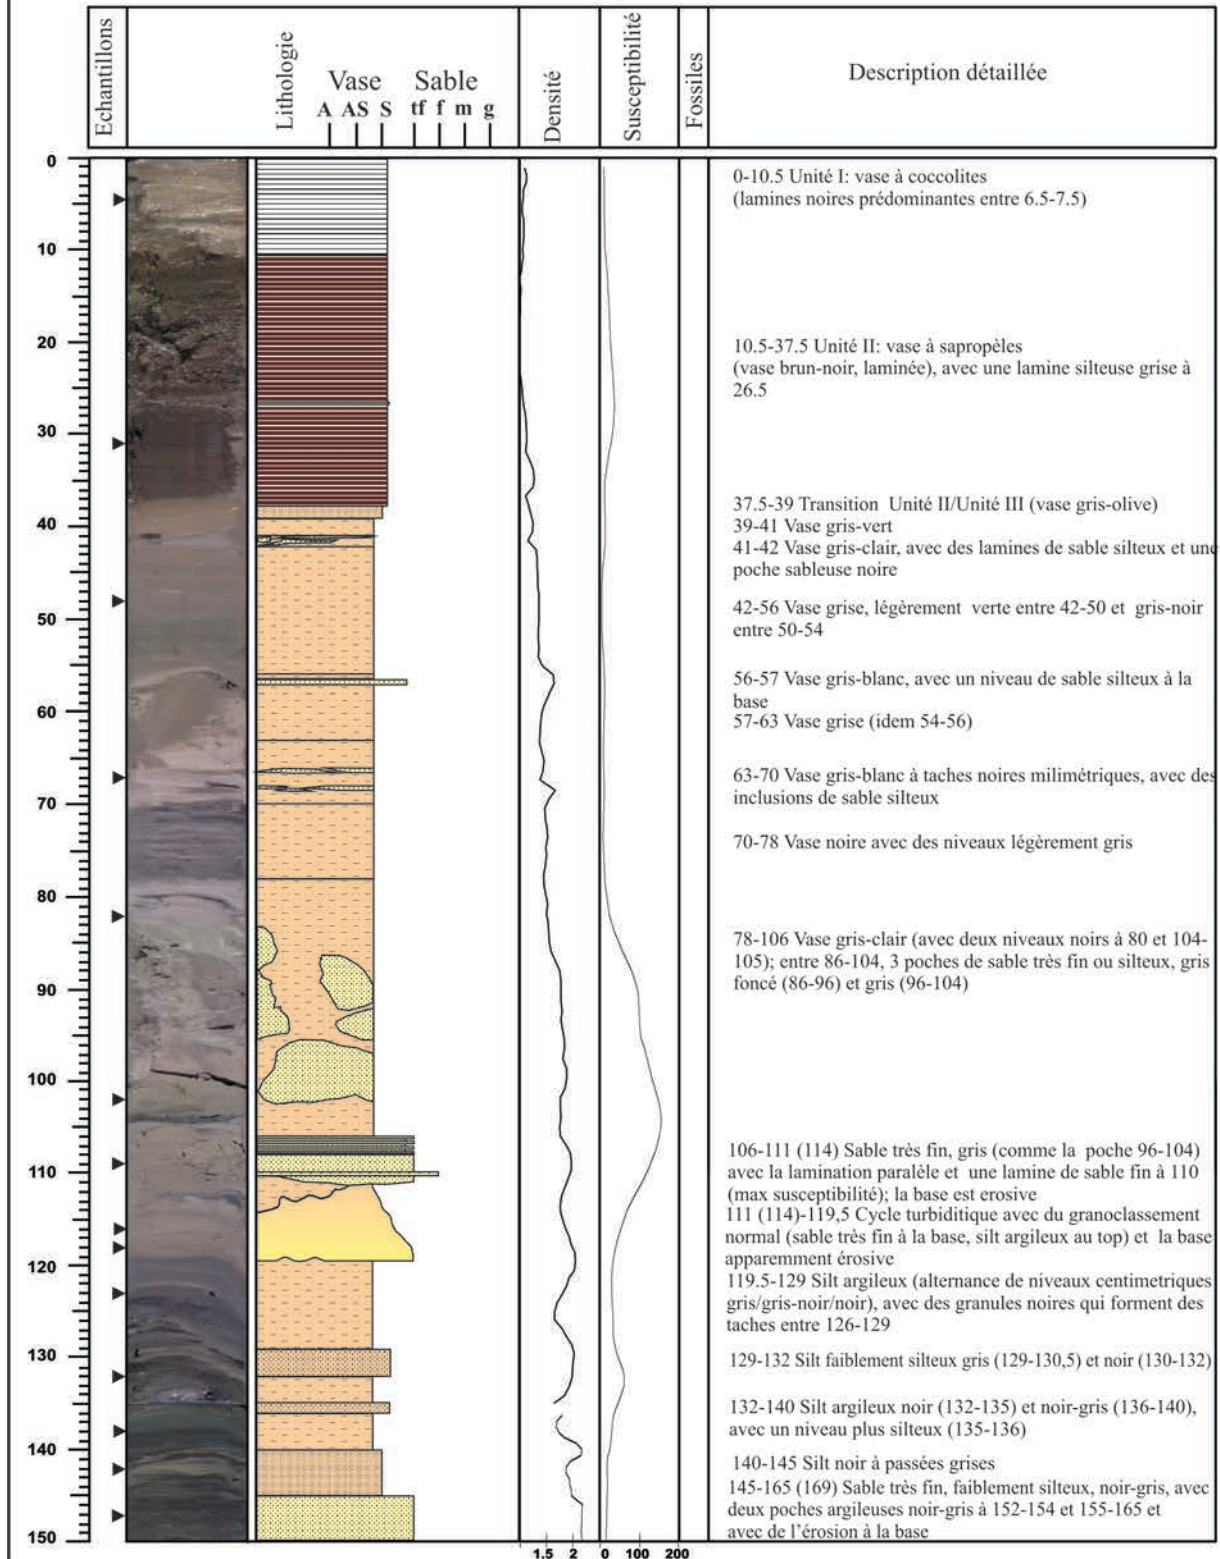 Echantillons
Lithologie
Vase
Sable
A AS S tf f m g
Densité
Susceptibilité
Fossiles
Description détaillée
0
10
20
30
40
50
60
70
80
90
100
110
120
130
140
150
0-10.5 Unité I: vase à coccolites
(lamines noires prédominantes entre 6.5-7.5)
10.5-37.5 Unité II: vase à sapropèles
(vase brun-noir, laminée), avec une lamine silteuse grise à
26.5
37.5-39 Transition Unité II/Unité III (vase gris-olive)
39-41 Vase gris-vert
41-42 Vase gris-clair, avec des lamines de sable silteux et une
poche sableuse noire
42-56 Vase grise, légèrement verte entre 42-50 et gris-noir
entre 50-54
56-57 Vase gris-blanc, avec un niveau de sable silteux à la
base
57-63 Vase grise (idem 54-56)
63-70 Vase gris-blanc à taches noires milimétriques, avec des
inclusions de sable silteux
70-78 Vase noire avec des niveaux légèrement gris
78-106 Vase gris-clair (avec deux niveaux noirs à 80 et 104-
105); entre 86-104, 3 poches de sable très fin ou silteux, gris
foncé (86-96) et gris (96-104)
106-111 (114) Sable très fin, gris (comme la poche 96-104)
avec la lamination paralèle et une lamine de sable fin à 110
(max susceptibilité); la base est erosive
111 (114)-119,5 Cycle turbiditique avec du granoclassement
normal (sable très fin à la base, silt argileux au top) et la base
apparemment érosive
119.5-129 Silt argileux (alternance de niveaux centimetriques
gris/gris-noir/noir), avec des granules noires qui forment des
taches entre 126-129
129-132 Silt faiblement silteux gris (129-130,5) et noir (130-132)
132-140 Silt argileux noir (132-135) et noir-gris (136-140),
avec un niveau plus silteux (135-136)
140-145 Silt noir à passées grises
145-165 (169) Sable très fin, faiblement silteux, noir-gris, avec
deux poches argileuses noir-gris à 152-154 et 155-165 et
avec de l'érosion à la base
1.5 2 0 100 200